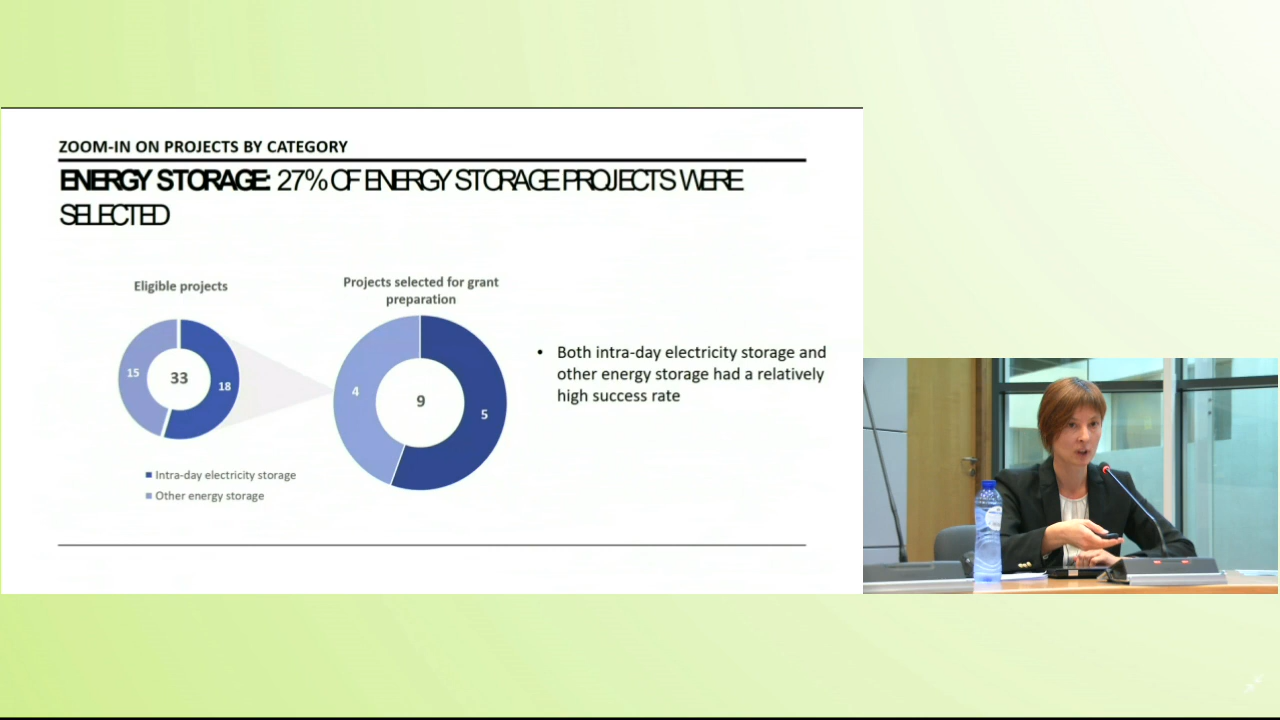 ZOOM-IN ON PROJECTS BY CATEGORY
ENERGY STORAGE: 27% OF ENERGY STORAGE PROJECTS WERE
SELECTED
Eligible projects
15
33
18
Intra-day electricity storage
Other energy storage
Projects selected for grant
preparation
4
9
5
• Both intra-day electricity storage and
other energy storage had a relatively
high success rate